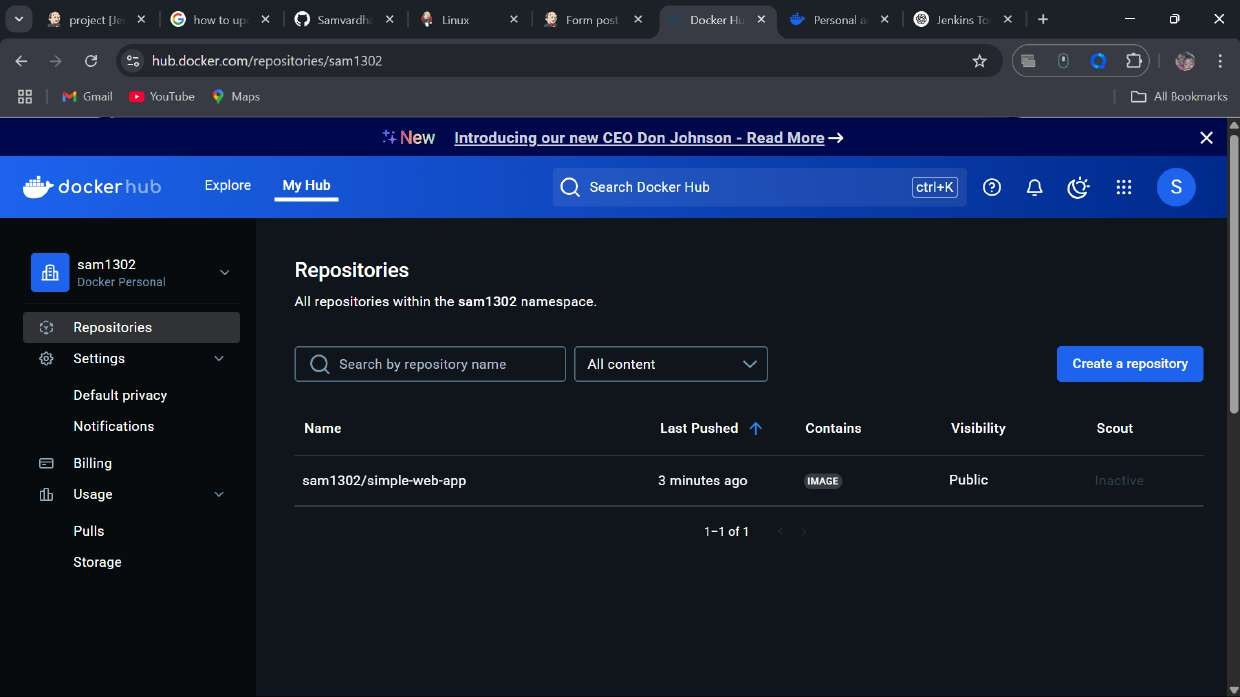 project [Je
how to up
Samvardha
Linux
Form post
Docker Hu
Personal a
Jenkins To
hub.docker.com/repositories/sam1302
Gmail
YouTube
Maps
All Bookmarks
New Introducing our new CEO Don Johnson - Read More →
dockerhub
Explore
My Hub
Search Docker Hub
ctrl+K
S
sam1302
Docker Personal
Repositories
Settings
Default privacy
Notifications
Billing
Usage
Pulls
Storage
Repositories
All repositories within the sam1302 namespace.
Search by repository name
All content
Create a repository
Name Last Pushed Contains Visibility Scout
sam1302/simple-web-app 3 minutes ago IMAGE Public Inactive
1–1 of 1